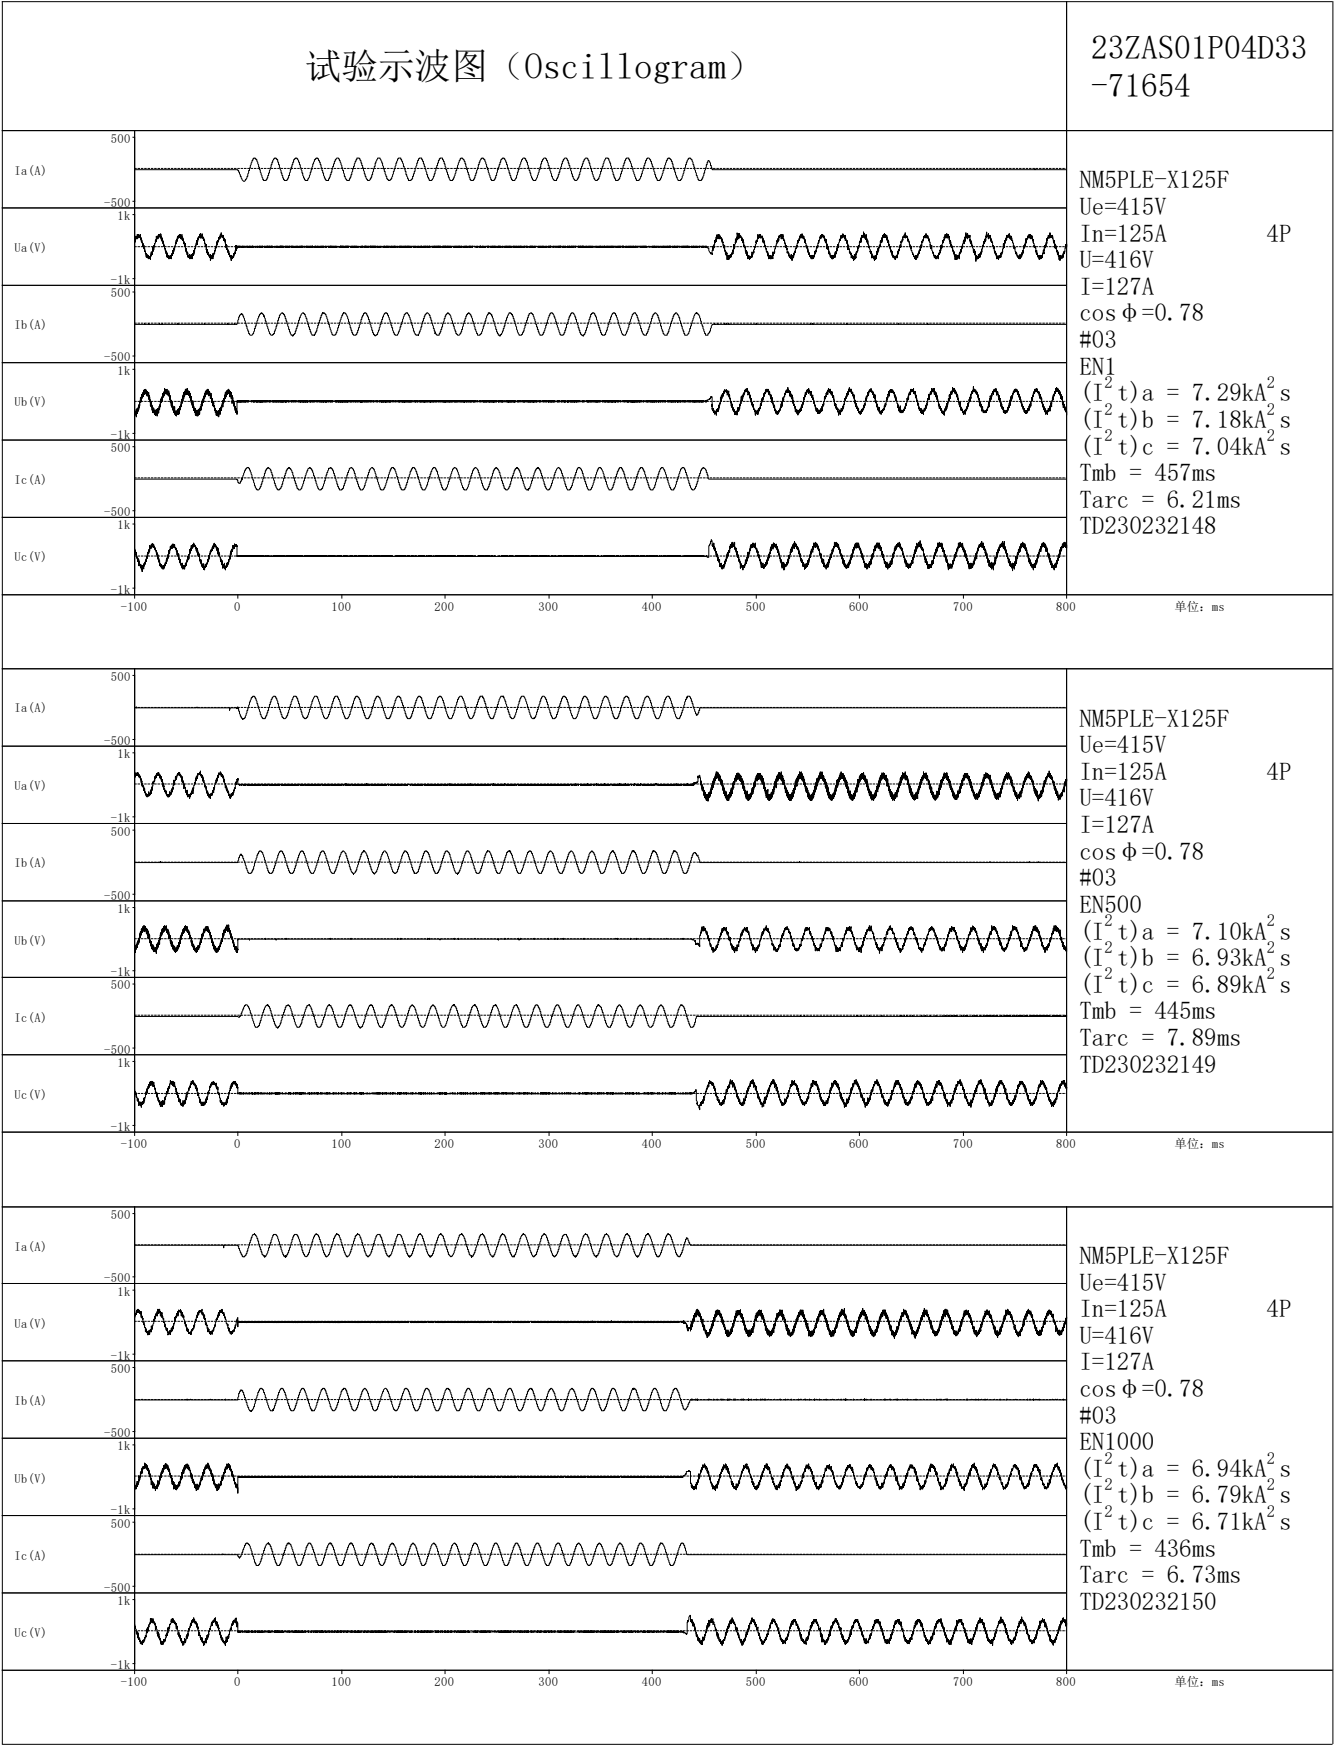 试验示波图（Oscillogram）
23ZAS01P04D33
-71654
500
Ia(A)
-500
1k
Ua(V)
-1k
500
Ib(A)
-500
1k
Ub(V)
-1k
500
Ic(A)
-500
1k
Uc(V)
-1k
-100 0 100 200 300 400 500 600 700 800 单位: ms
NM5PLE-X125F
Ue=415V
In=125A 4P
U=416V
I=127A
cosφ=0.78
#03
EN1
(I²t)a = 7.29kA²s
(I²t)b = 7.18kA²s
(I²t)c = 7.04kA²s
Tmb = 457ms
Tarc = 6.21ms
TD230232148
500
Ia(A)
-500
1k
Ua(V)
-1k
500
Ib(A)
-500
1k
Ub(V)
-1k
500
Ic(A)
-500
1k
Uc(V)
-1k
-100 0 100 200 300 400 500 600 700 800 单位: ms
NM5PLE-X125F
Ue=415V
In=125A 4P
U=416V
I=127A
cosφ=0.78
#03
EN500
(I²t)a = 7.10kA²s
(I²t)b = 6.93kA²s
(I²t)c = 6.89kA²s
Tmb = 445ms
Tarc = 7.89ms
TD230232149
500
Ia(A)
-500
1k
Ua(V)
-1k
500
Ib(A)
-500
1k
Ub(V)
-1k
500
Ic(A)
-500
1k
Uc(V)
-1k
-100 0 100 200 300 400 500 600 700 800 单位: ms
NM5PLE-X125F
Ue=415V
In=125A 4P
U=416V
I=127A
cosφ=0.78
#03
EN1000
(I²t)a = 6.94kA²s
(I²t)b = 6.79kA²s
(I²t)c = 6.71kA²s
Tmb = 436ms
Tarc = 6.73ms
TD230232150